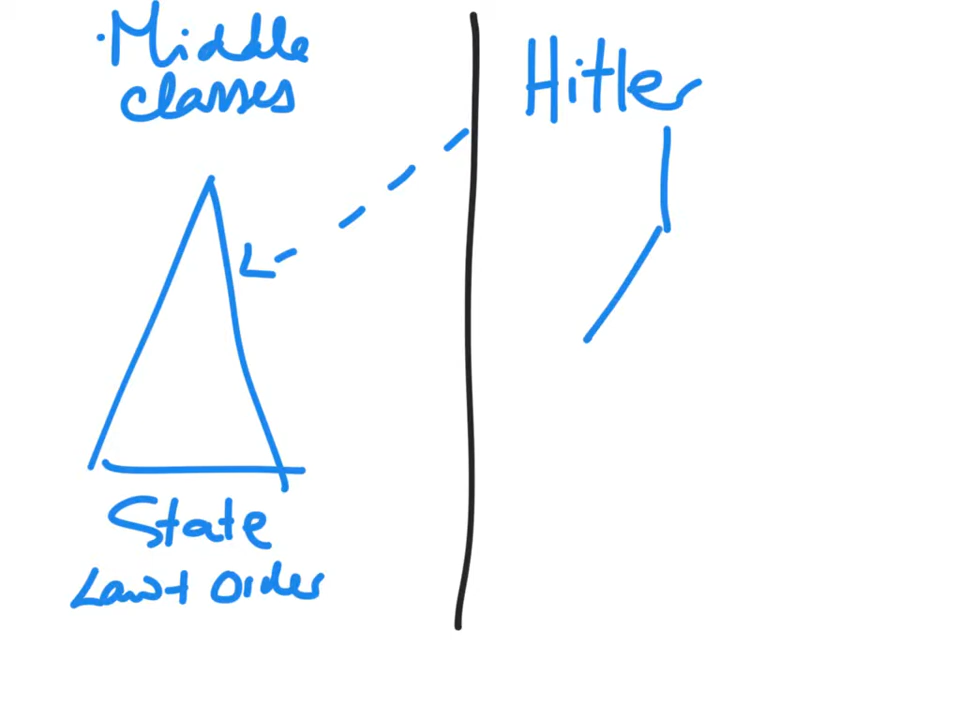 ·Middle
classes
Hitler
State
Law + Order